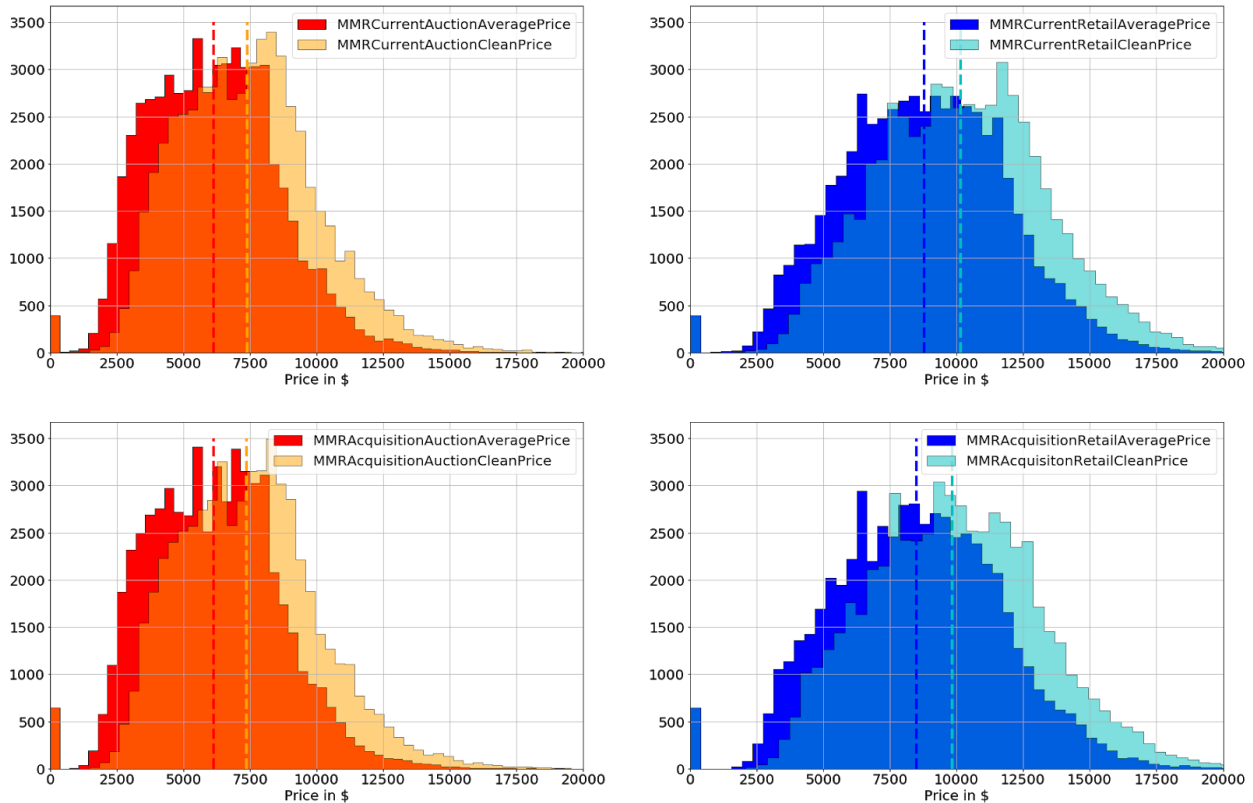 3500
3000
2500
2000
1500
1000
500
0
MMRCurrentAuctionAveragePrice
MMRCurrentAuctionCleanPrice
0 2500 5000 7500 10000 12500 15000 17500 20000
Price in $
3500
3000
2500
2000
1500
1000
500
0
MMRCurrentRetailAveragePrice
MMRCurrentRetailCleanPrice
0 2500 5000 7500 10000 12500 15000 17500 20000
Price in $
3500
3000
2500
2000
1500
1000
500
0
MMRAcquisitionAuctionAveragePrice
MMRAcquisitionAuctionCleanPrice
0 2500 5000 7500 10000 12500 15000 17500 20000
Price in $
3500
3000
2500
2000
1500
1000
500
0
MMRAcquisitionRetailAveragePrice
MMRAcquisitonRetailCleanPrice
0 2500 5000 7500 10000 12500 15000 17500 20000
Price in $